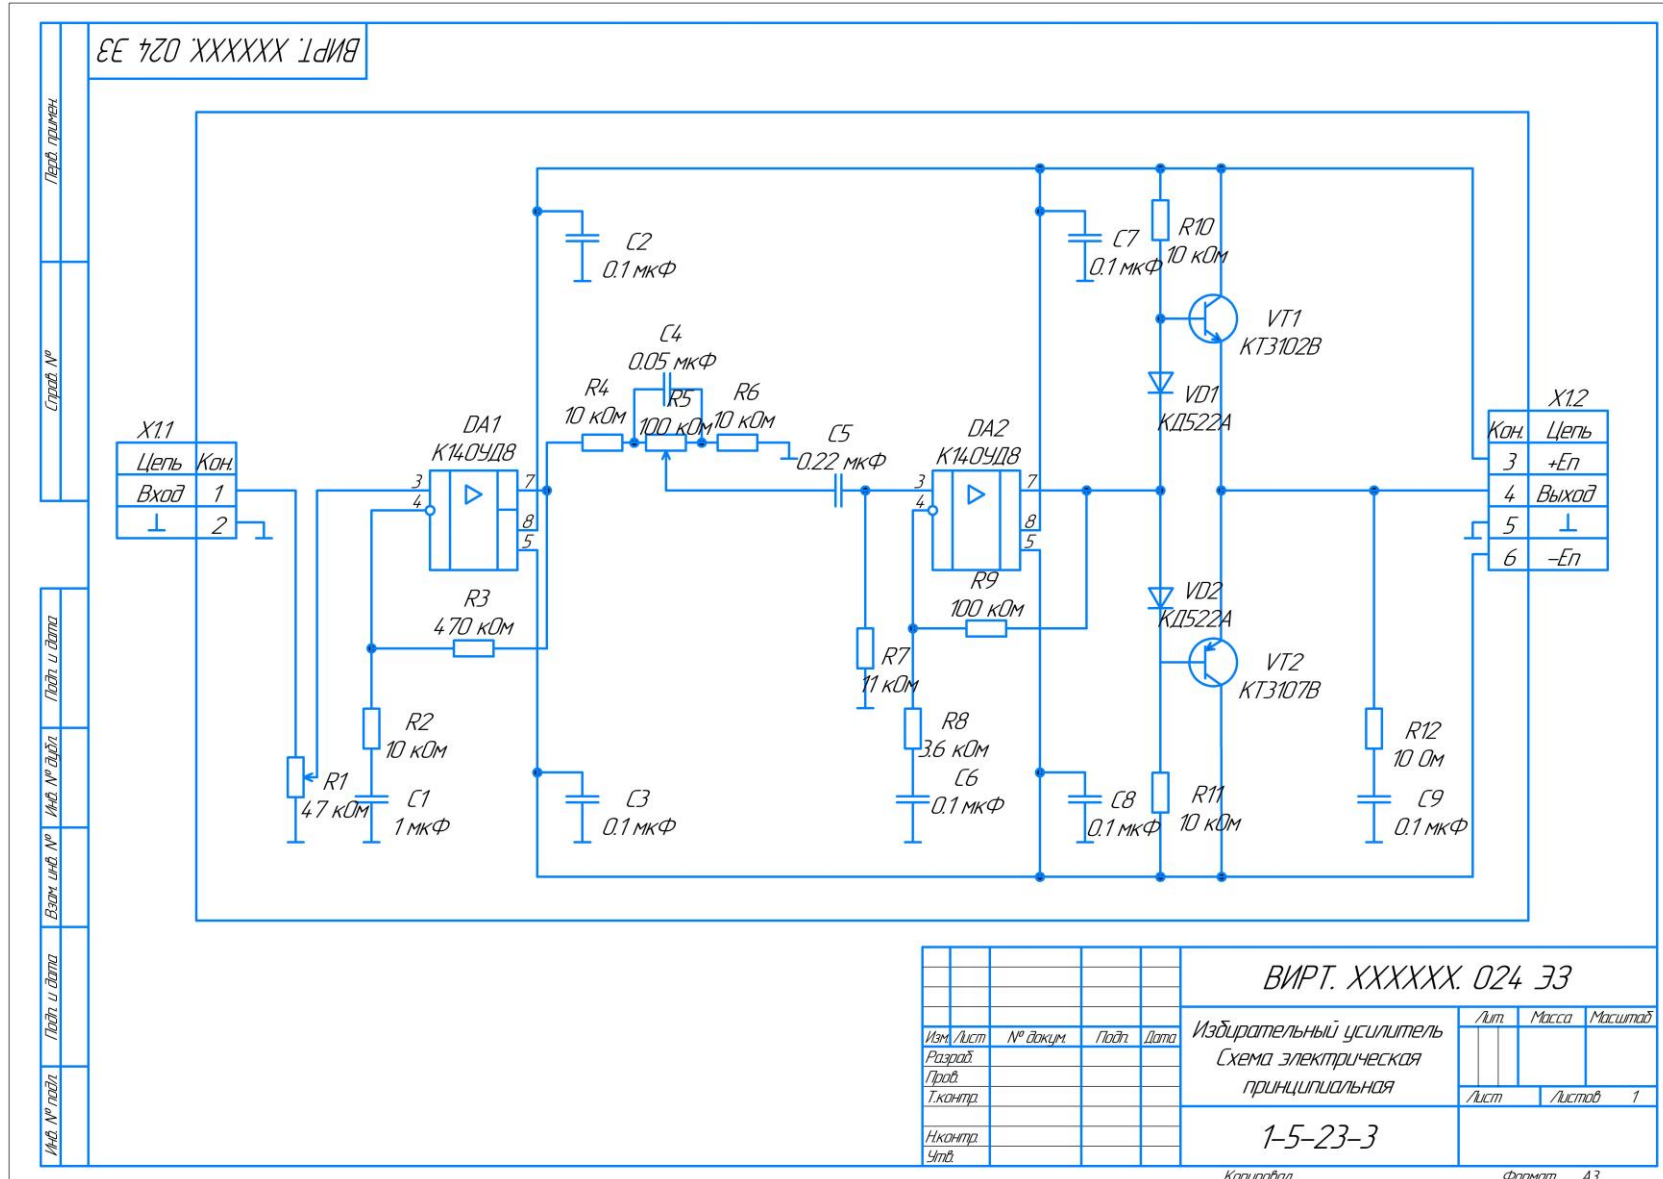 ВИРТ. XXXXXX. 024 ЭЗ
Перв. примен.
Справ. №
Подп. и дата
Инв. № дубл.
Взам. инв. №
Подп. и дата
Инв. № подл.
X1.1
Цепь Кон.
Вход 1
⊥ 2
R1
47 кОм
R2
10 кОм
C1
1 мкФ
R3
470 кОм
DA1
К140УД8
3
4
7
8
5
C2
0.1 мкФ
C3
0.1 мкФ
R4
10 кОм
C4
0.05 мкФ
R5
100 кОм
R6
10 кОм
C5
0.22 мкФ
R7
11 кОм
DA2
К140УД8
3
4
7
8
5
R9
100 кОм
R8
3.6 кОм
C6
0.1 мкФ
C7
0.1 мкФ
C8
0.1 мкФ
R10
10 кОм
VT1
КТ3102В
VD1
КД522А
VD2
КД522А
VT2
КТ3107В
R11
10 кОм
R12
10 Ом
C9
0.1 мкФ
X1.2
Кон. Цепь
3 +Еп
4 Выход
5 ⊥
6 –Еп
ВИРТ. XXXXXX. 024 ЭЗ
Изм. Лист № докум. Подп. Дата
Разраб.
Пров.
Т.контр.
Н.контр.
Утв.
Избирательный усилитель
Схема электрическая
принципиальная
Лит. Масса Масштаб
Лист Листов 1
1–5–23–3
Копировал Формат А3